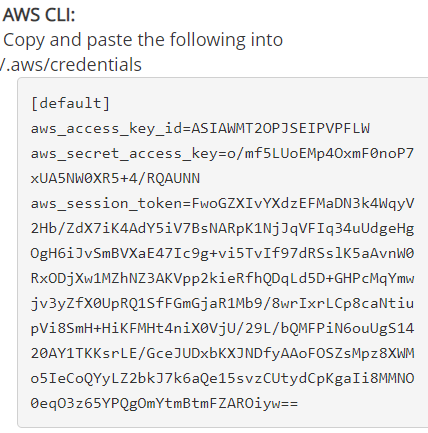 AWS CLI:
Copy and paste the following into
/.aws/credentials
[default]
aws_access_key_id=ASIAWMT2OPJSEIPVPFLW
aws_secret_access_key=o/mf5LUoEMp4OxmF0noP7
xUA5NW0XR5+4/RQAUNN
aws_session_token=FwoGZXIvYXdzEFMaDN3k4WqyV
2Hb/ZdX7iK4AdY5iV7BsNARpK1NjJqVFIq34uUdgeHg
OgH6iJvSmBVXaE47Ic9g+vi5TvIf97dRSslK5aAvnW0
RxODjXw1MZhNZ3AKVpp2kieRfhQDqLd5D+GHPcMqYmw
jv3yZfX0UpRQ1SfFGmGjaR1Mb9/8wrIxrLCp8caNtiu
pVi8SmH+HiKFMHt4niX0VjU/29L/bQMFPiN6ouUgS14
20AY1TKKsrLE/GceJUDxbKXJNDfyAAoFOSZsMpz8XWM
o5IeCoQYyLZ2bkJ7k6aQe15svzCUtydCpKgaIi8MMNO
0eqO3z65YPQgOmYtmBtmFZAROiyw==